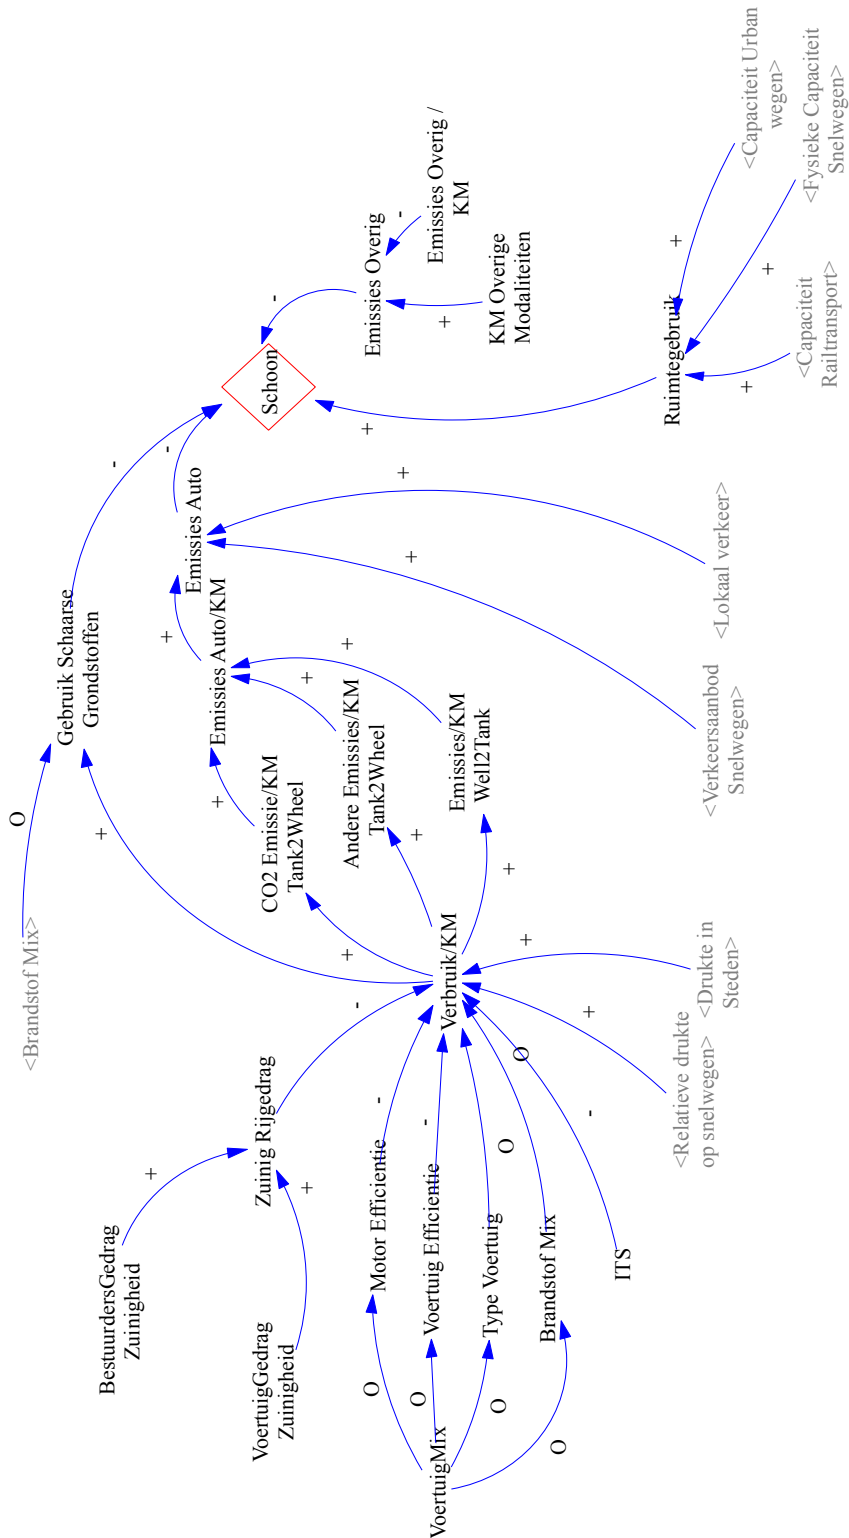 <Brandstof Mix>
O
Gebruik Schaarse
Grondstoffen
+
-
BestuurdersGedrag
Zuinigheid
+
VoertuigGedrag
Zuinigheid
+
Zuinig Rijgedrag
-
VoertuigMix
O
O
O
O
Motor Efficientie
-
Voertuig Efficientie
-
Type Voertuig
O
Brandstof Mix
O
ITS
-
Verbruik/KM
+
+
+
CO2 Emissie/KM
Tank2Wheel
+
Andere Emissies/KM
Tank2Wheel
+
Emissies/KM
Well2Tank
+
Emissies Auto/KM
+
Emissies Auto
-
Schoon
-
Emissies Overig
-
Emissies Overig /
KM
+
KM Overige
Modaliteiten
<Relatieve drukte
op snelwegen>
+
<Drukte in
Steden>
+
<Verkeersaanbod
Snelwegen>
+
<Lokaal verkeer>
+
+
Ruimtegebruik
+
<Capaciteit
Railtransport>
+
<Fysieke Capaciteit
Snelwegen>
+
<Capaciteit Urban
wegen>